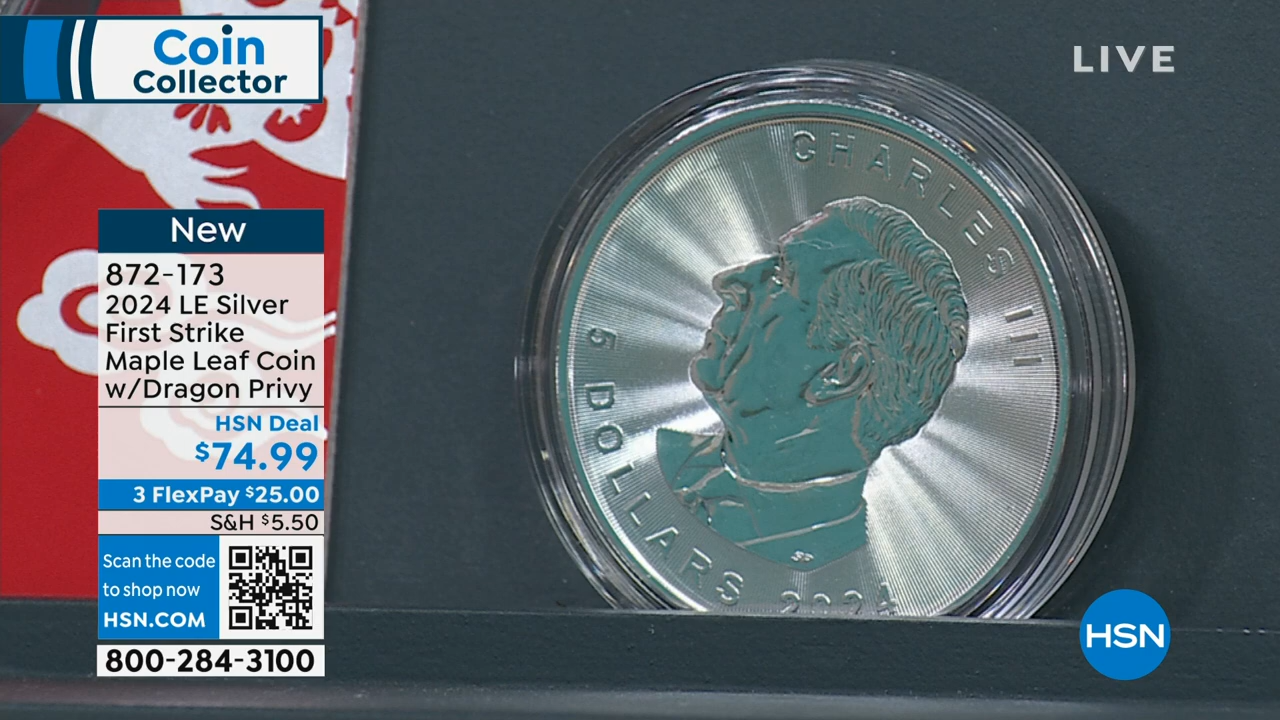 Coin
Collector
LIVE
New
872-173
2024 LE Silver
First Strike
Maple Leaf Coin
w/Dragon Privy
HSN Deal
$74.99
3 FlexPay $25.00
S&H $5.50
Scan the code
to shop now
HSN.COM
800-284-3100
CHARLES III
5 DOLLARS 2024
SP
HSN